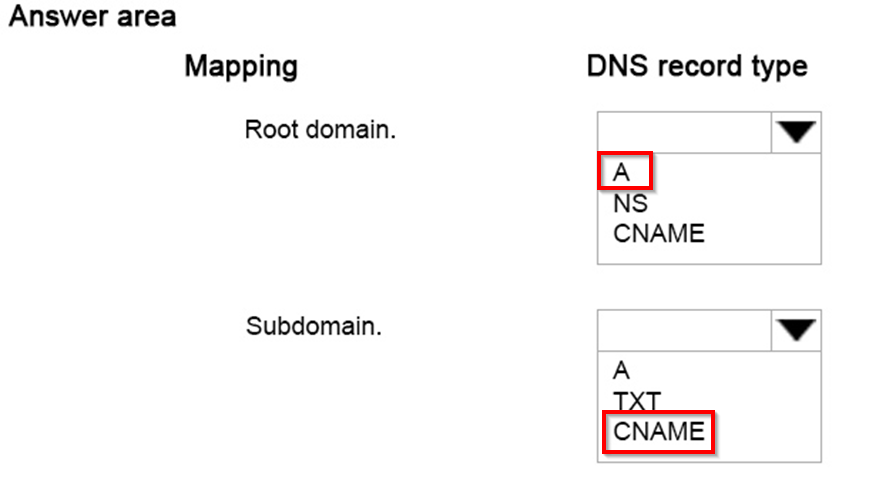 Answer area
Mapping DNS record type
Root domain.
A
NS
CNAME
Subdomain.
A
TXT
CNAME